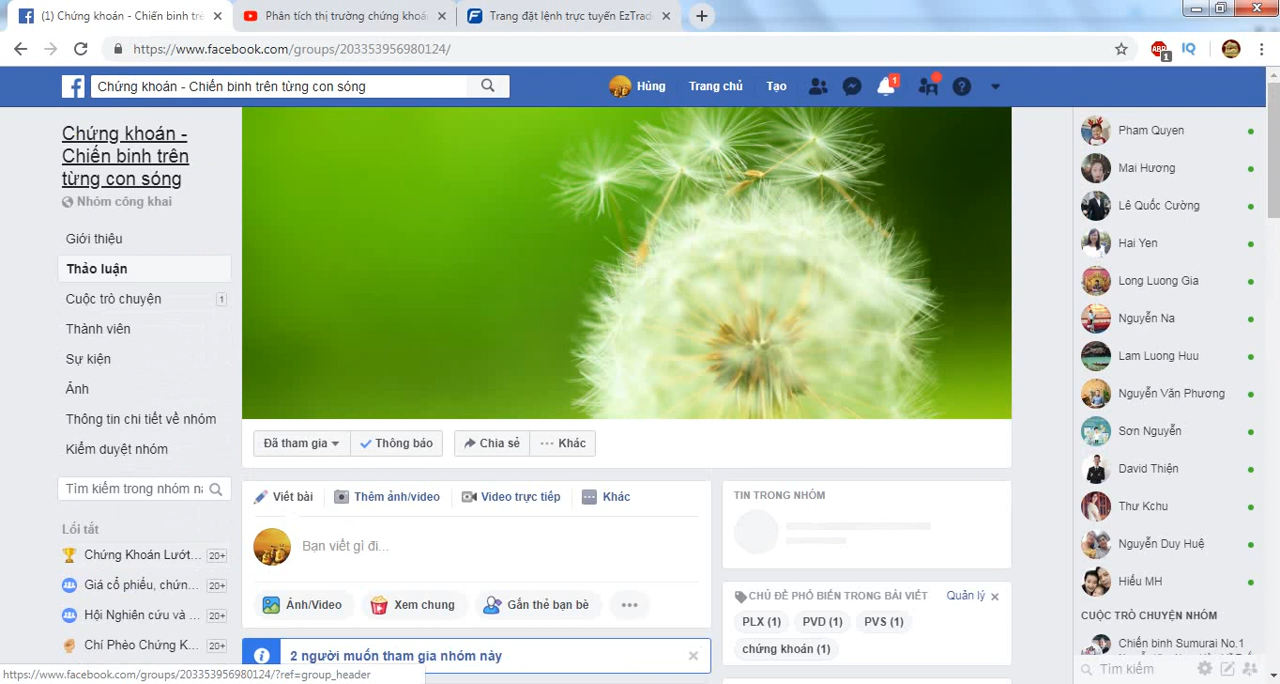 (1) Chứng khoán - Chiến binh trê
Phân tích thị trường chứng khoá
Trang đặt lệnh trực tuyến EzTrad
https://www.facebook.com/groups/203353956980124/
ABP
1
IQ
Chứng khoán - Chiến binh trên từng con sóng
Hùng
Trang chủ
Tạo
1
Chứng khoán -
Chiến binh trên
từng con sóng
Nhóm công khai
Giới thiệu
Thảo luận
Cuộc trò chuyện 1
Thành viên
Sự kiện
Ảnh
Thông tin chi tiết về nhóm
Kiểm duyệt nhóm
Tìm kiếm trong nhóm nà
Lối tắt
Chứng Khoán Lướt... 20+
Giá cổ phiếu, chứn... 20+
Hội Nghiên cứu và ... 20+
Chí Phèo Chứng K... 20+
https://www.facebook.com/groups/203353956980124/?ref=group_header
Đã tham gia
Thông báo
Chia sẻ
Khác
Viết bài
Thêm ảnh/video
Video trực tiếp
Khác
Bạn viết gì đi...
Ảnh/Video
Xem chung
Gắn thẻ bạn bè
2 người muốn tham gia nhóm này
TIN TRONG NHÓM
CHỦ ĐỀ PHỔ BIẾN TRONG BÀI VIẾT Quản lý
PLX (1) PVD (1) PVS (1)
chứng khoán (1)
Pham Quyen
Mai Hương
Lê Quốc Cường
Hai Yen
Long Luong Gia
Nguyễn Na
Lam Luong Huu
Nguyễn Văn Phương
Sơn Nguyễn
David Thiện
Thư Kchu
Nguyễn Duy Huệ
Hiếu MH
CUỘC TRÒ CHUYỆN NHÓM
Chiến binh Sumurai No.1
Tìm kiếm